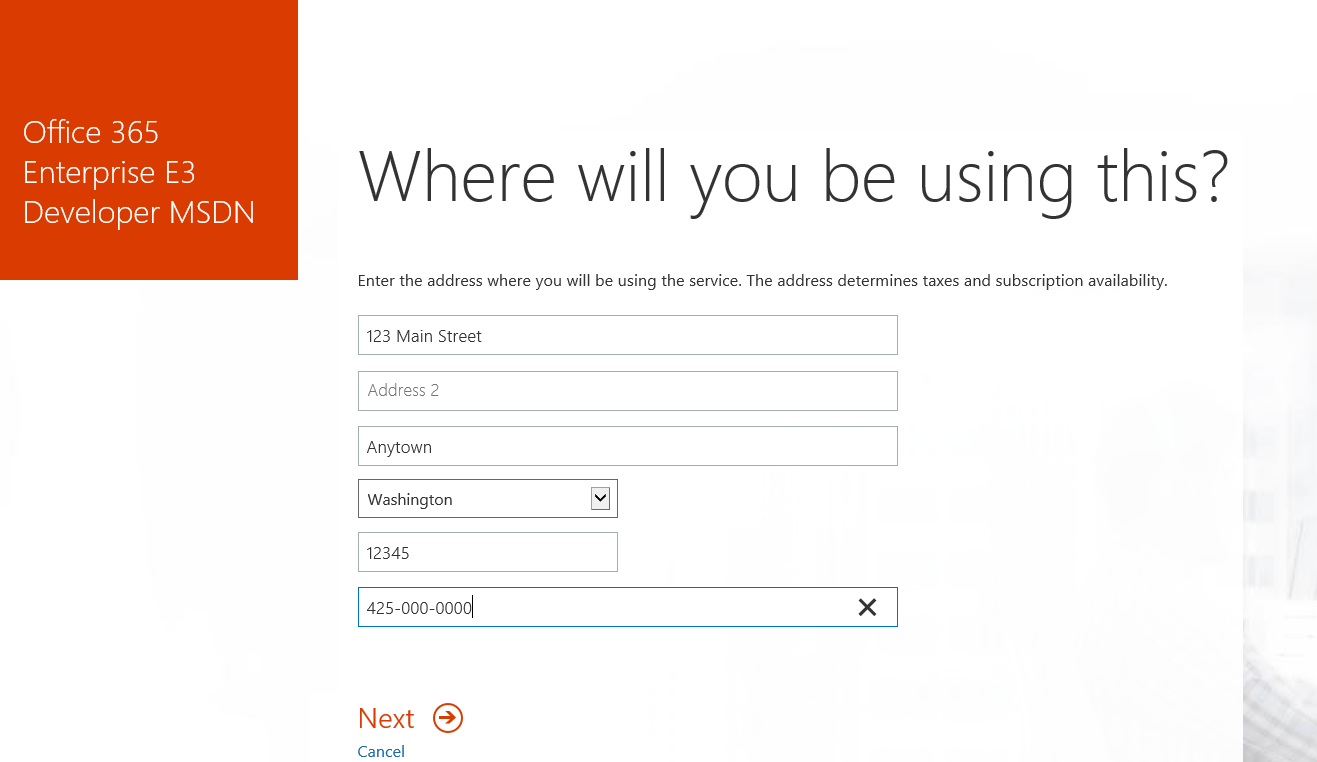 Office 365
Enterprise E3
Developer MSDN
Where will you be using this?
Enter the address where you will be using the service. The address determines taxes and subscription availability.
123 Main Street
Address 2
Anytown
Washington
12345
425-000-0000
Next
Cancel